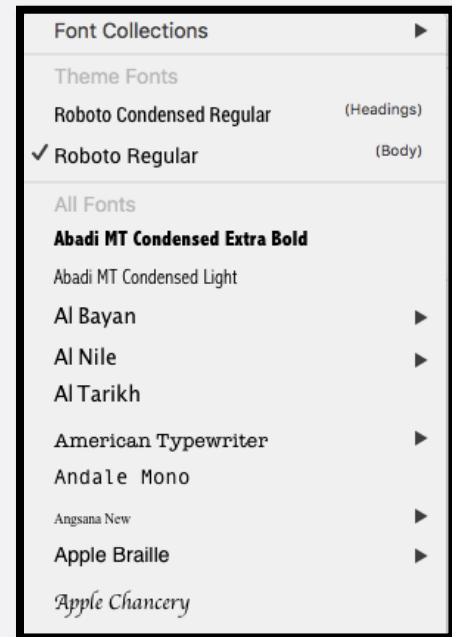 Font Collections
Theme Fonts
Roboto Condensed Regular (Headings)
Roboto Regular (Body)
All Fonts
Abadi MT Condensed Extra Bold
Abadi MT Condensed Light
Al Bayan
Al Nile
Al Tarikh
American Typewriter
Andale Mono
Angsana New
Apple Braille
Apple Chancery